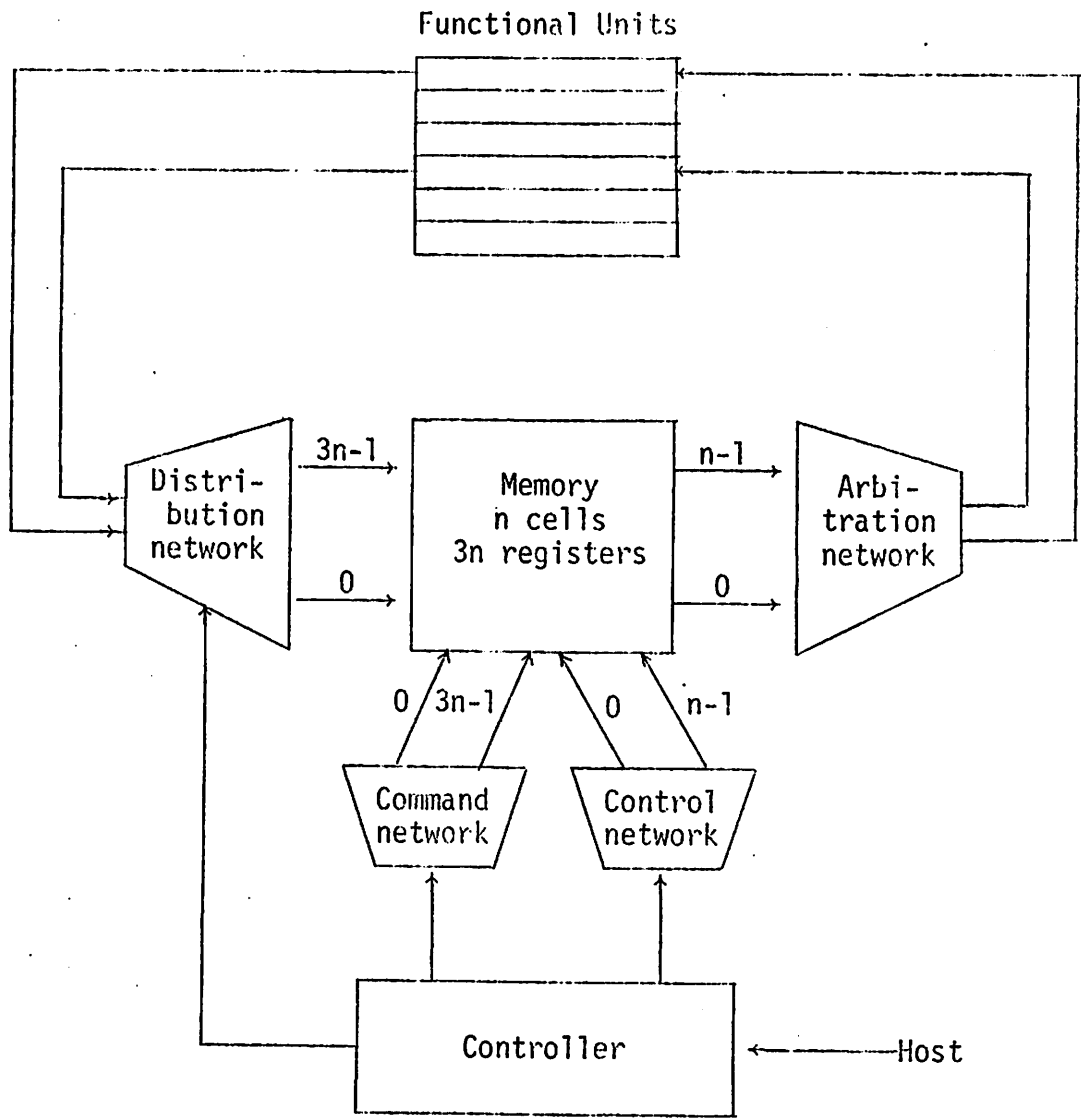 Functional Units
Distri-
bution
network
3n-1
0
Memory
n cells
3n registers
n-1
0
Arbi-
tration
network
0
3n-1
0
n-1
Command
network
Control
network
Controller
Host